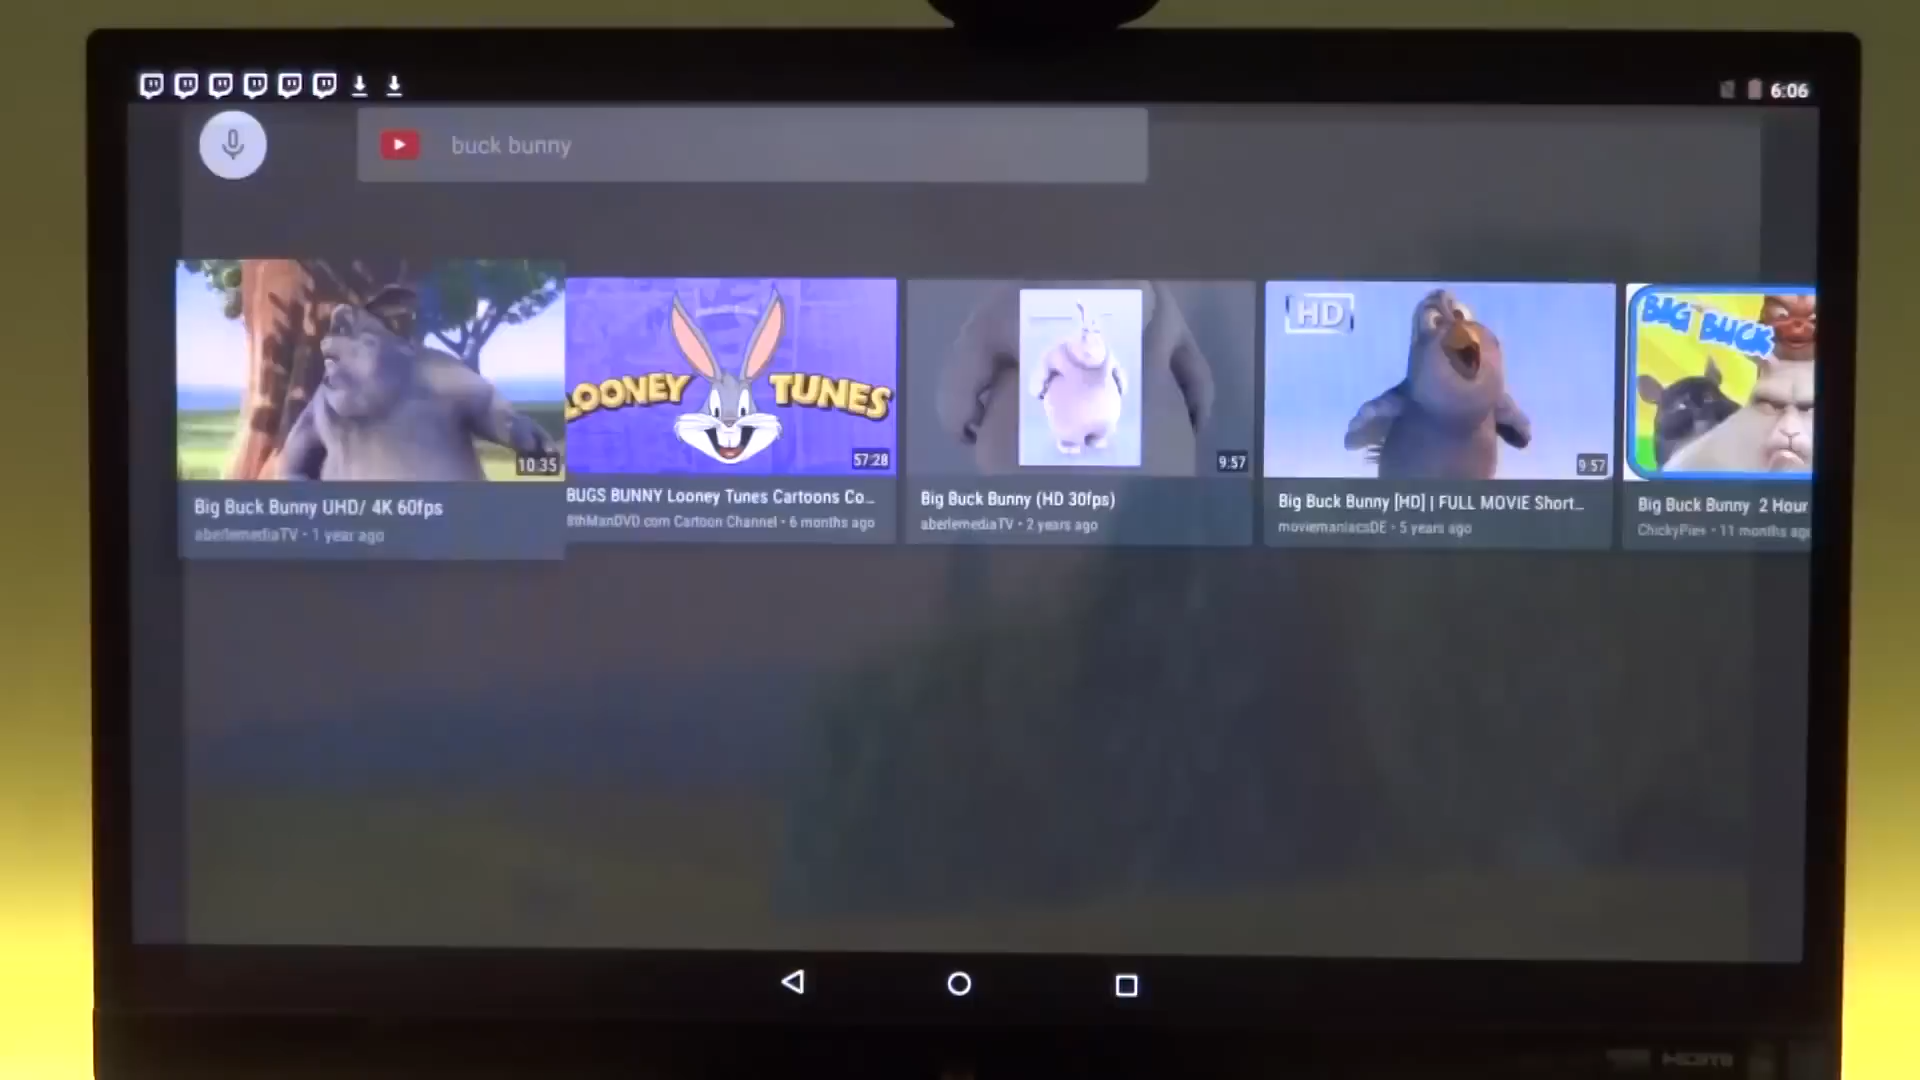 6:06
buck bunny
10:35
LOONEY TUNES
57:28
9:57
HD
9:57
BIG BUCK
Big Buck Bunny UHD/ 4K 60fps
aberlemediaTV • 1 year ago
BUGS BUNNY Looney Tunes Cartoons Co...
8thManDVD.com Cartoon Channel • 6 months ago
Big Buck Bunny (HD 30fps)
aberlemediaTV • 2 years ago
Big Buck Bunny [HD] | FULL MOVIE Short...
moviemaniacsDE • 5 years ago
Big Buck Bunny 2 Hour
ChickyPie+ • 11 months ago
HDMI